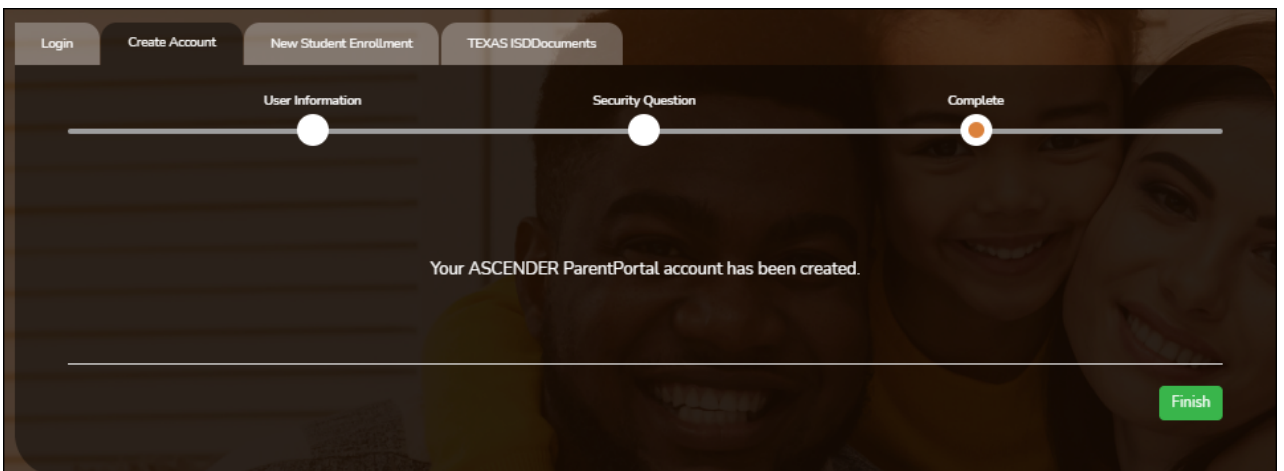 Login Create Account New Student Enrollment TEXAS ISDDocuments
User Information Security Question Complete
Your ASCENDER ParentPortal account has been created.
Finish